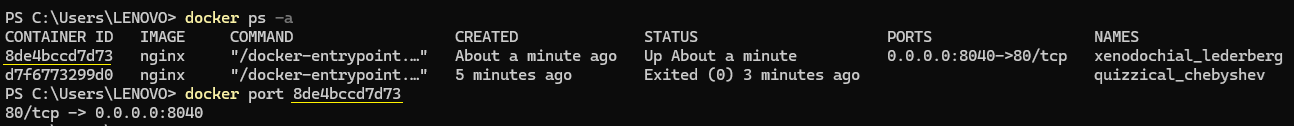 PS C:\Users\LENOVO> docker ps -a
CONTAINER ID   IMAGE     COMMAND                  CREATED              STATUS                     PORTS                  NAMES
8de4bccd7d73   nginx     "/docker-entrypoint.…"   About a minute ago   Up About a minute          0.0.0.0:8040->80/tcp   xenodochial_lederberg
d7f6773299d0   nginx     "/docker-entrypoint.…"   5 minutes ago        Exited (0) 3 minutes ago                          quizzical_chebyshev
PS C:\Users\LENOVO> docker port 8de4bccd7d73
80/tcp -> 0.0.0.0:8040